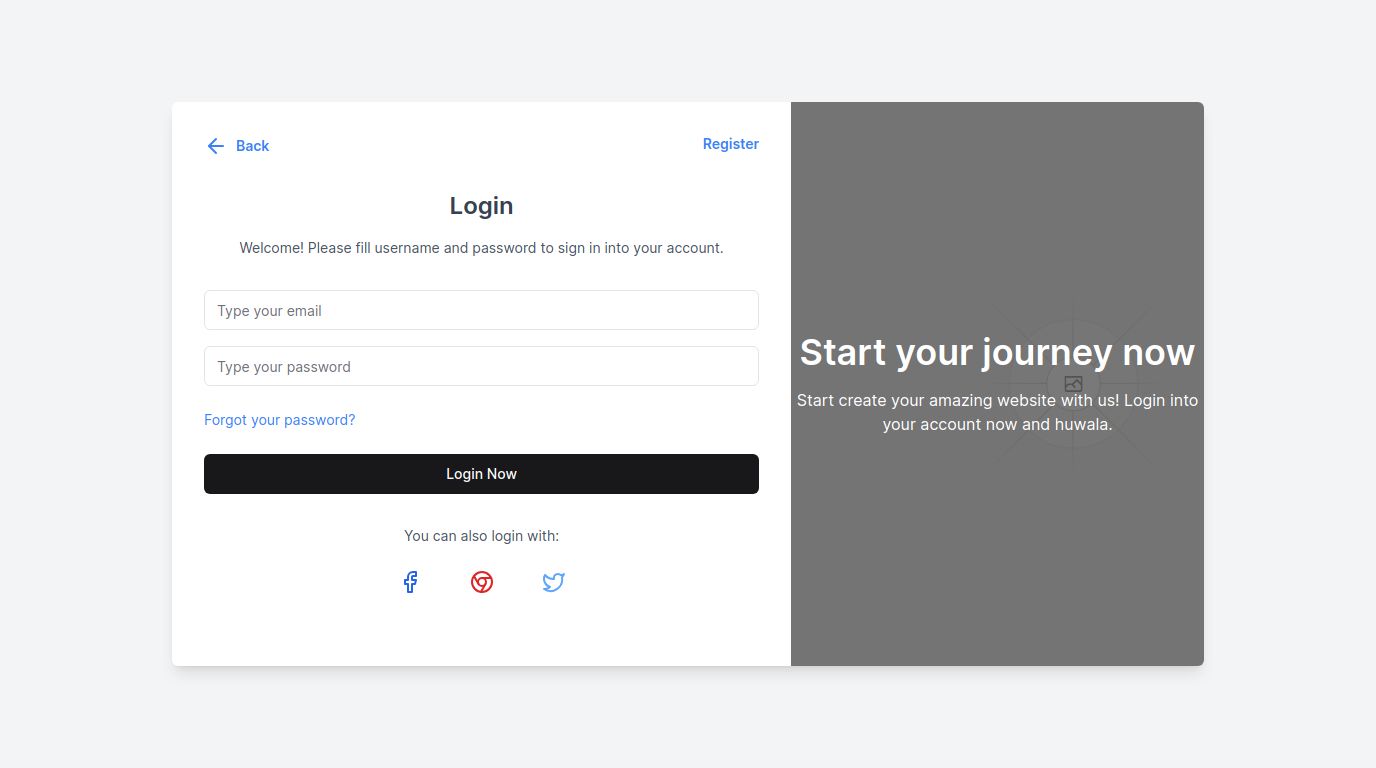 Back
Register
Login
Welcome! Please fill username and password to sign in into your account.
Type your email
Type your password
Forgot your password?
Login Now
You can also login with:
Start your journey now
Start create your amazing website with us! Login into
your account now and huwala.